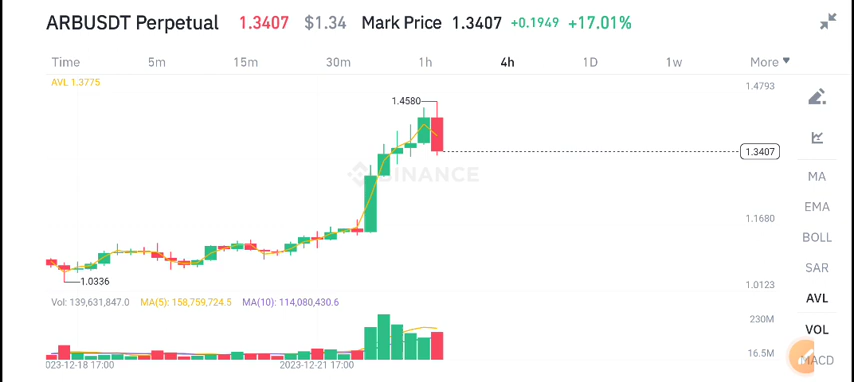 ARBUSDT Perpetual 1.3407 $1.34 Mark Price 1.3407 +0.1949 +17.01%
Time 5m 15m 30m 1h 4h 1D 1w More
AVL 1.3775
1.4793
1.4580
1.3407
BINANCE
MA
EMA
1.1680
BOLL
SAR
1.0336
1.0123
AVL
Vol: 139,631,847.0 MA(5): 158,759,724.5 MA(10): 114,080,430.6
230M
VOL
16.5M
MACD
023-12-18 17:00 2023-12-21 17:00